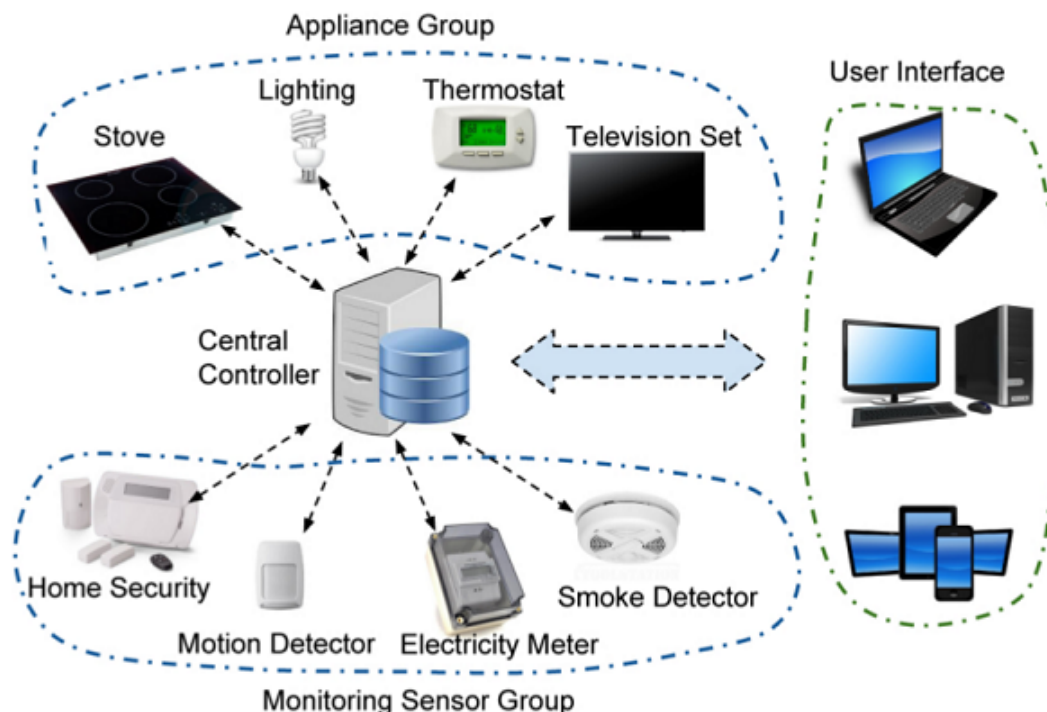 Appliance Group
User Interface
Lighting
Thermostat
Stove
Television Set
Central
Controller
Home Security
Smoke Detector
Motion Detector
Electricity Meter
Monitoring Sensor Group